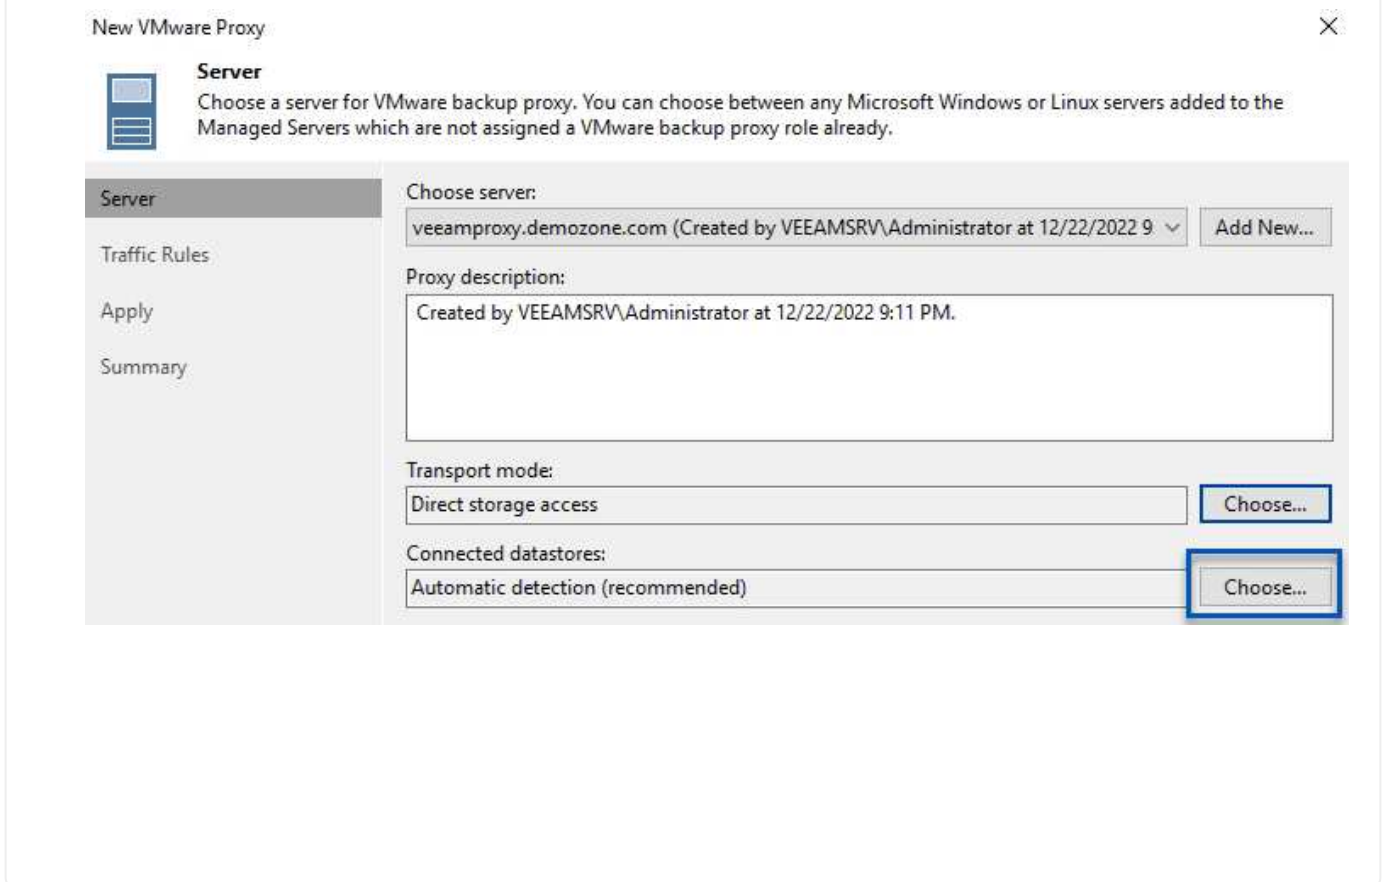 New VMware Proxy
Server
Choose a server for VMware backup proxy. You can choose between any Microsoft Windows or Linux servers added to the
Managed Servers which are not assigned a VMware backup proxy role already.
Server
Traffic Rules
Apply
Summary
Choose server:
veeamproxy.demozone.com (Created by VEEAMSRV\Administrator at 12/22/2022 9
Add New...
Proxy description:
Created by VEEAMSRV\Administrator at 12/22/2022 9:11 PM.
Transport mode:
Direct storage access
Choose...
Connected datastores:
Automatic detection (recommended)
Choose...